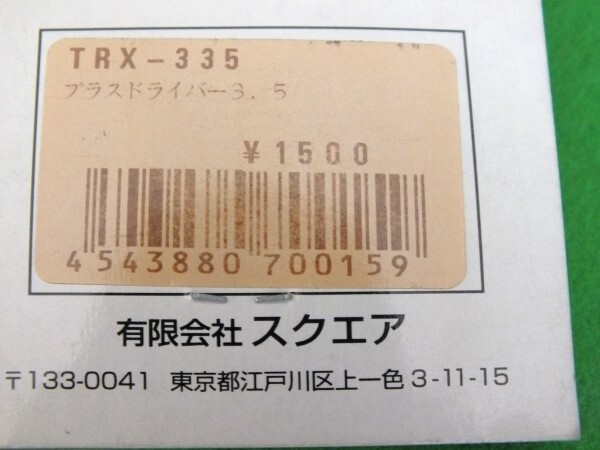 TRX-335
プラスドライバー3.5
¥1500
4543880 700159
有限会社 スクエア
〒133-0041 東京都江戸川区上一色 3-11-15